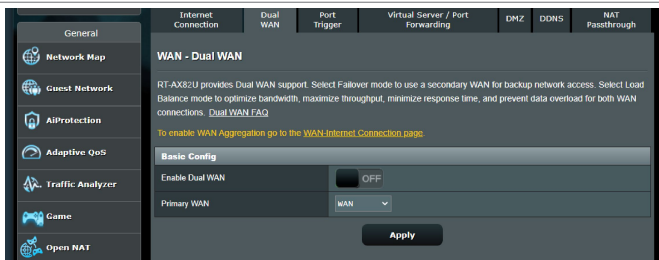 General
Network Map
Guest Network
AiProtection
Adaptive QoS
Traffic Analyzer
Game
Open NAT
Internet Connection
Dual WAN
Port Trigger
Virtual Server / Port Forwarding
DMZ
DDNS
NAT Passthrough
WAN - Dual WAN
RT-AX82U provides Dual WAN support. Select Failover mode to use a secondary WAN for backup network access. Select Load
Balance mode to optimize bandwidth, maximize throughput, minimize response time, and prevent data overload for both WAN
connections. Dual WAN FAQ
To enable WAN Aggregation go to the WAN-Internet Connection page.
Basic Config
Enable Dual WAN
OFF
Primary WAN
WAN
Apply